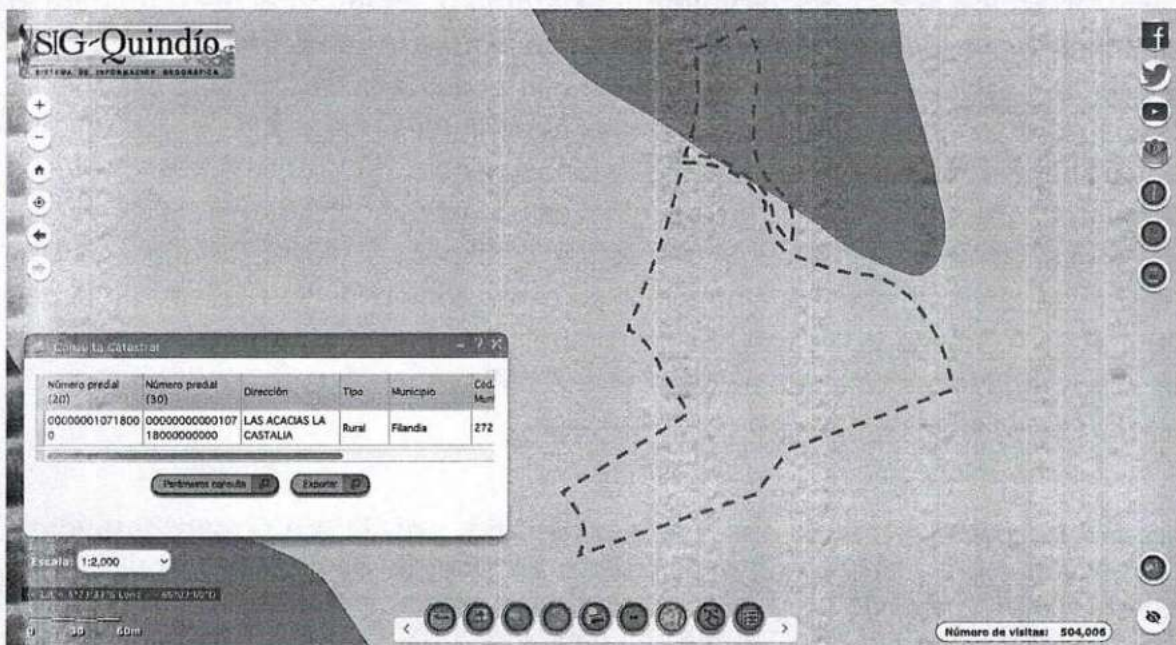 SIG-Quindío
SISTEMA DE INFORMACIÓN GEOGRÁFICA
Consulta Catastral
Número predial (20) Número predial (30) Dirección Tipo Municipio Cód. Muni
00000001071800 00000000000107 LAS ACACIAS LA Rural Filandia 272
0 18000000000 CASTALIA
Parámetros consulta Exportar
Escala: 1:2,000
0 30 60m
Número de visitas: 504,006